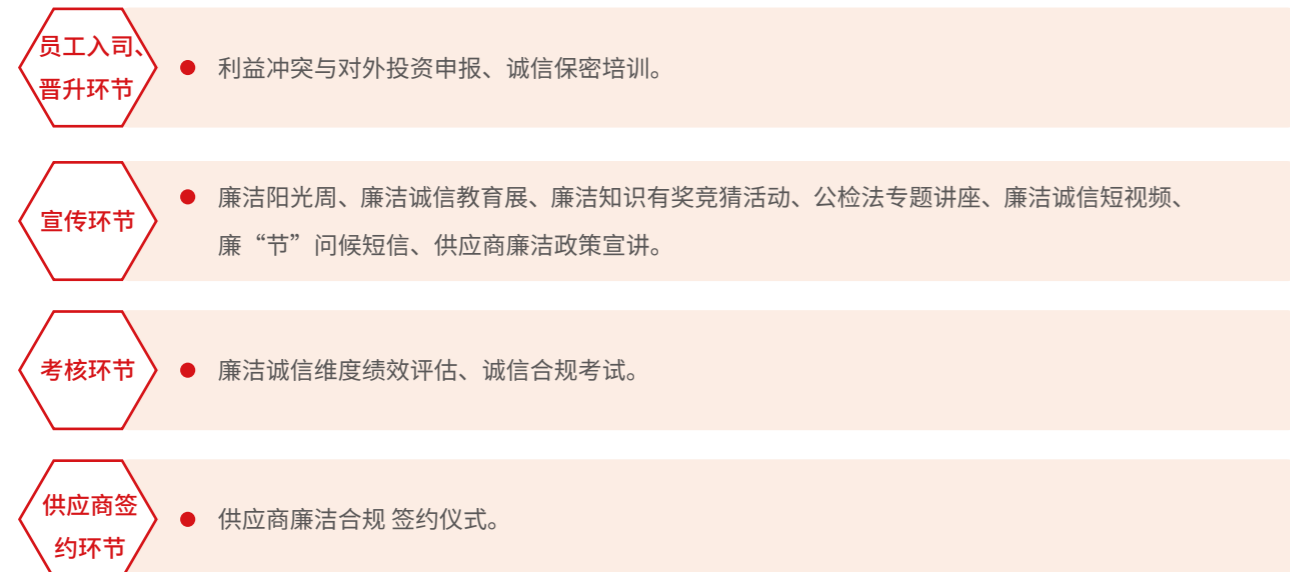 员工入司、
晋升环节
利益冲突与对外投资申报、诚信保密培训。
宣传环节
廉洁阳光周、廉洁诚信教育展、廉洁知识有奖竞猜活动、公检法专题讲座、廉洁诚信短视频、
廉“节”问候短信、供应商廉洁政策宣讲。
考核环节
廉洁诚信维度绩效评估、诚信合规考试。
供应商签
约环节
供应商廉洁合规 签约仪式。